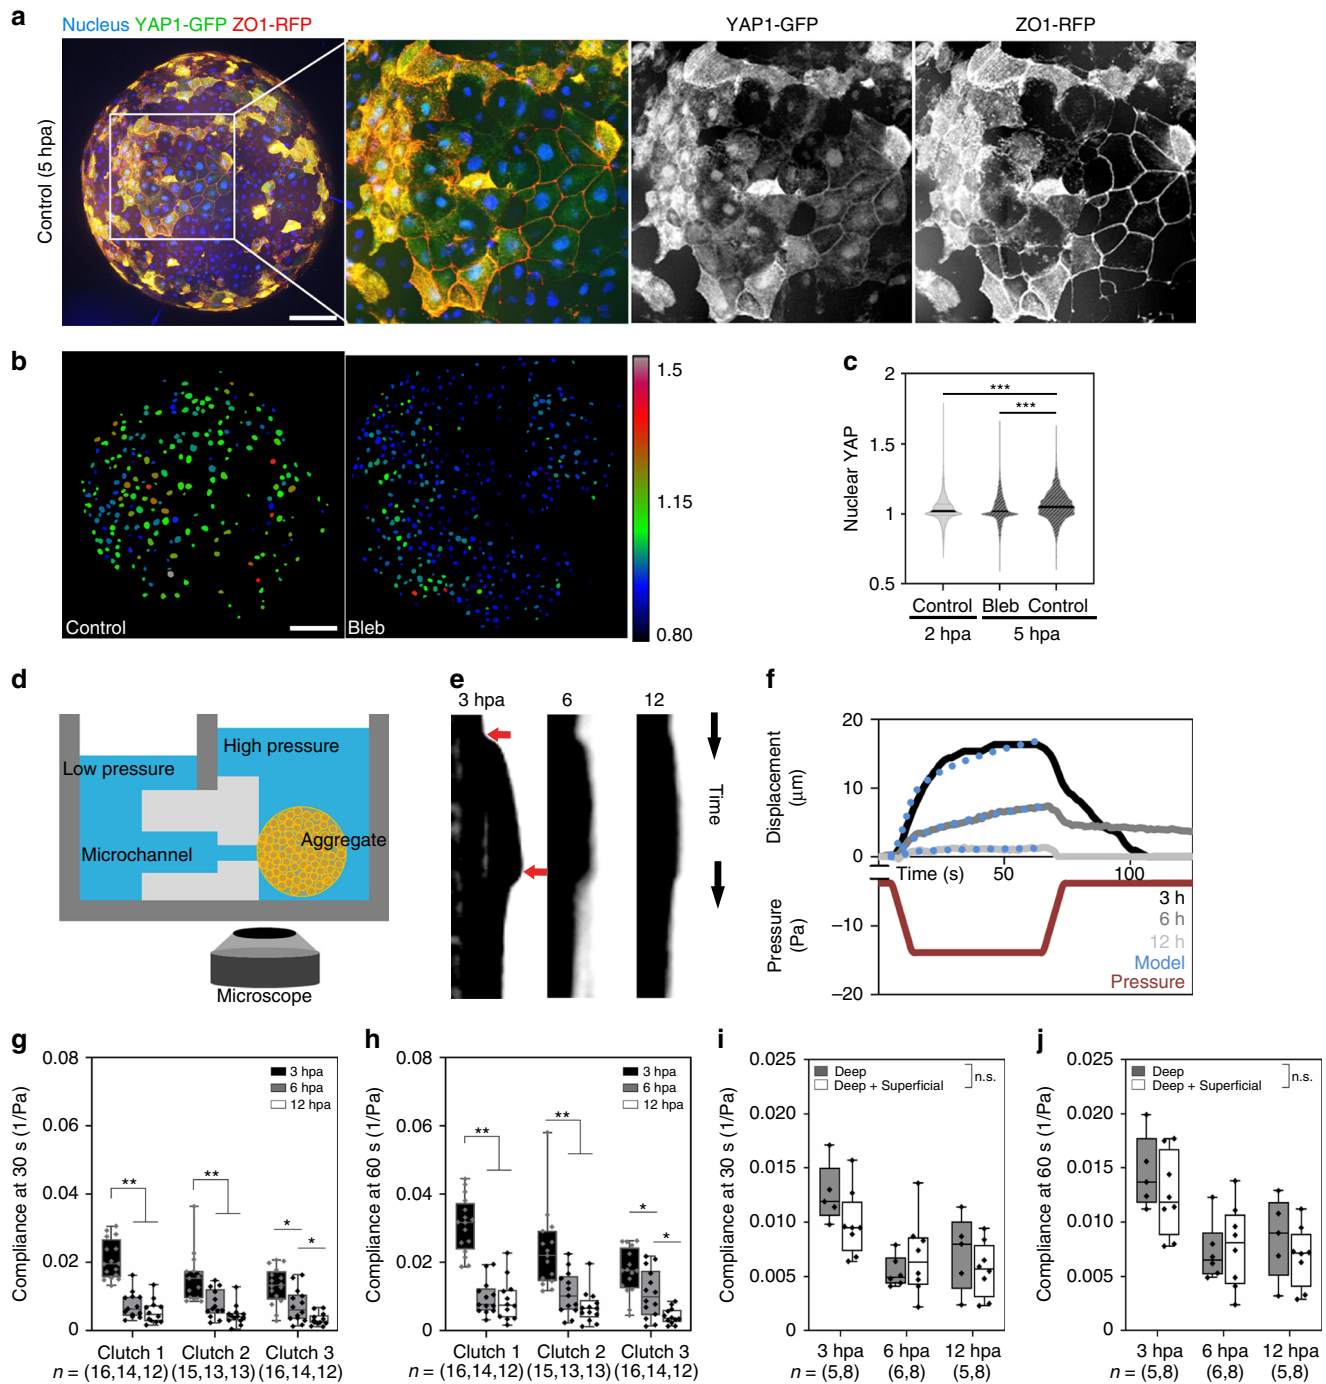 a
Nucleus YAP1-GFP ZO1-RFP
YAP1-GFP
ZO1-RFP
Control (5 hpa)
b
Control
Bleb
1.5
1.15
0.80
c
Nuclear YAP
2
1.5
1
0.5
***
***
Control Bleb Control
2 hpa 5 hpa
d
Low pressure
High pressure
Microchannel
Aggregate
Microscope
e
3 hpa 6 12
Time
f
Displacement
(μm)
20
10
0
Time (s) 50 100
Pressure
(Pa)
−10
−20
3 h
6 h
12 h
Model
Pressure
g
Compliance at 30 s (1/Pa)
0.08
0.06
0.04
0.02
0
3 hpa
6 hpa
12 hpa
**
**
*
*
Clutch 1 Clutch 2 Clutch 3
n = (16,14,12) (15,13,13) (16,14,12)
h
Compliance at 60 s (1/Pa)
0.08
0.06
0.04
0.02
0
3 hpa
6 hpa
12 hpa
**
**
*
*
Clutch 1 Clutch 2 Clutch 3
n = (16,14,12) (15,13,13) (16,14,12)
i
Compliance at 30 s (1/Pa)
0.025
0.020
0.015
0.010
0.005
0
Deep
Deep + Superficial
n.s.
3 hpa 6 hpa 12 hpa
n = (5,8) (6,8) (5,8)
j
Compliance at 60 s (1/Pa)
0.025
0.020
0.015
0.010
0.005
0
Deep
Deep + Superficial
n.s.
3 hpa 6 hpa 12 hpa
n = (5,8) (6,8) (5,8)